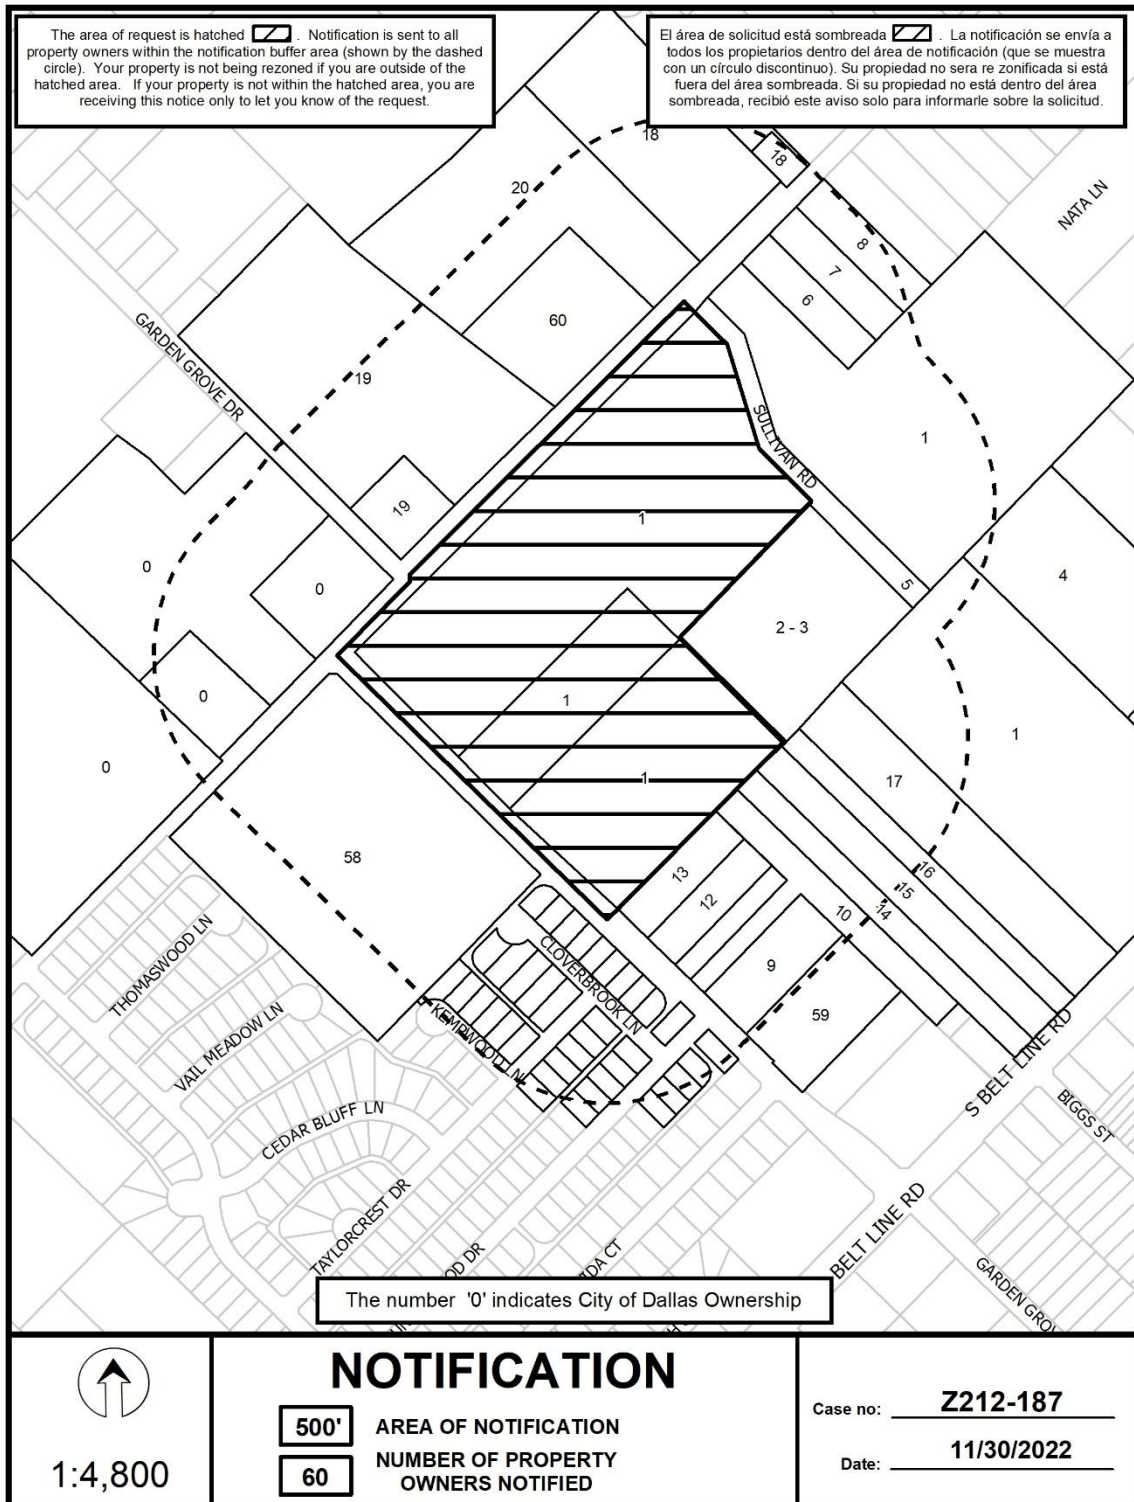 The area of request is hatched . Notification is sent to all
property owners within the notification buffer area (shown by the dashed
circle). Your property is not being rezoned if you are outside of the
hatched area. If your property is not within the hatched area, you are
receiving this notice only to let you know of the request.
El área de solicitud está sombreada . La notificación se envía a
todos los propietarios dentro del área de notificación (que se muestra
con un círculo discontinuo). Su propiedad no sera re zonificada si está
fuera del área sombreada. Si su propiedad no está dentro del área
sombreada, recibió este aviso solo para informarle sobre la solicitud.
18
18
20
NATA LN
8
7
6
60
GARDEN GROVE DR
19
SULLIVAN RD
1
19
1
0
0
5
4
2 - 3
0
1
1
0
1
17
58
13
12
16
15
14
10
9
59
THOMASWOOD LN
CLOVERBROOK LN
VAIL MEADOW LN
KEMPWOOD LN
S BELT LINE RD
CEDAR BLUFF LN
BIGGS ST
TAYLORCREST DR
OD DR
IDA CT
BELT LINE RD
GARDEN GRO
The number '0' indicates City of Dallas Ownership
1:4,800
NOTIFICATION
500' AREA OF NOTIFICATION
60 NUMBER OF PROPERTY
OWNERS NOTIFIED
Case no: Z212-187
Date: 11/30/2022